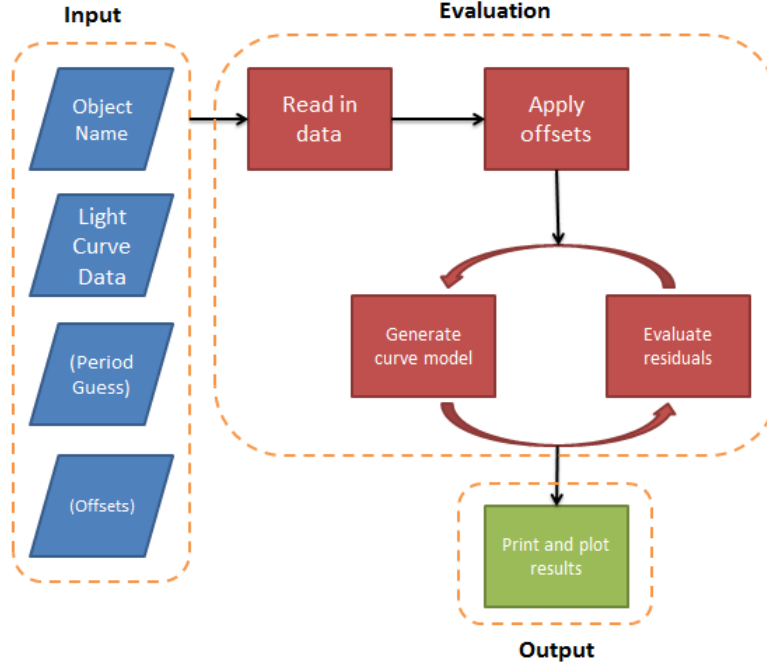 Input
Evaluation
Object
Name
Light
Curve
Data
(Period
Guess)
(Offsets)
Read in
data
Apply
offsets
Generate
curve model
Evaluate
residuals
Print and plot
results
Output